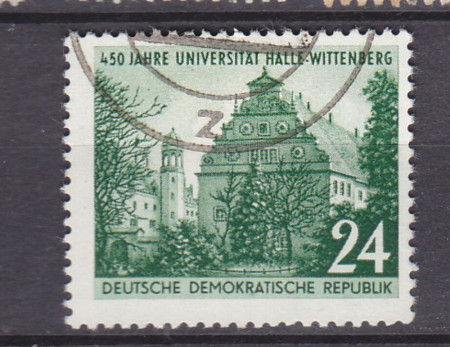 450 JAHRE UNIVERSITÄT HALLE-WITTENBERG
Z
24
DEUTSCHE DEMOKRATISCHE REPUBLIK